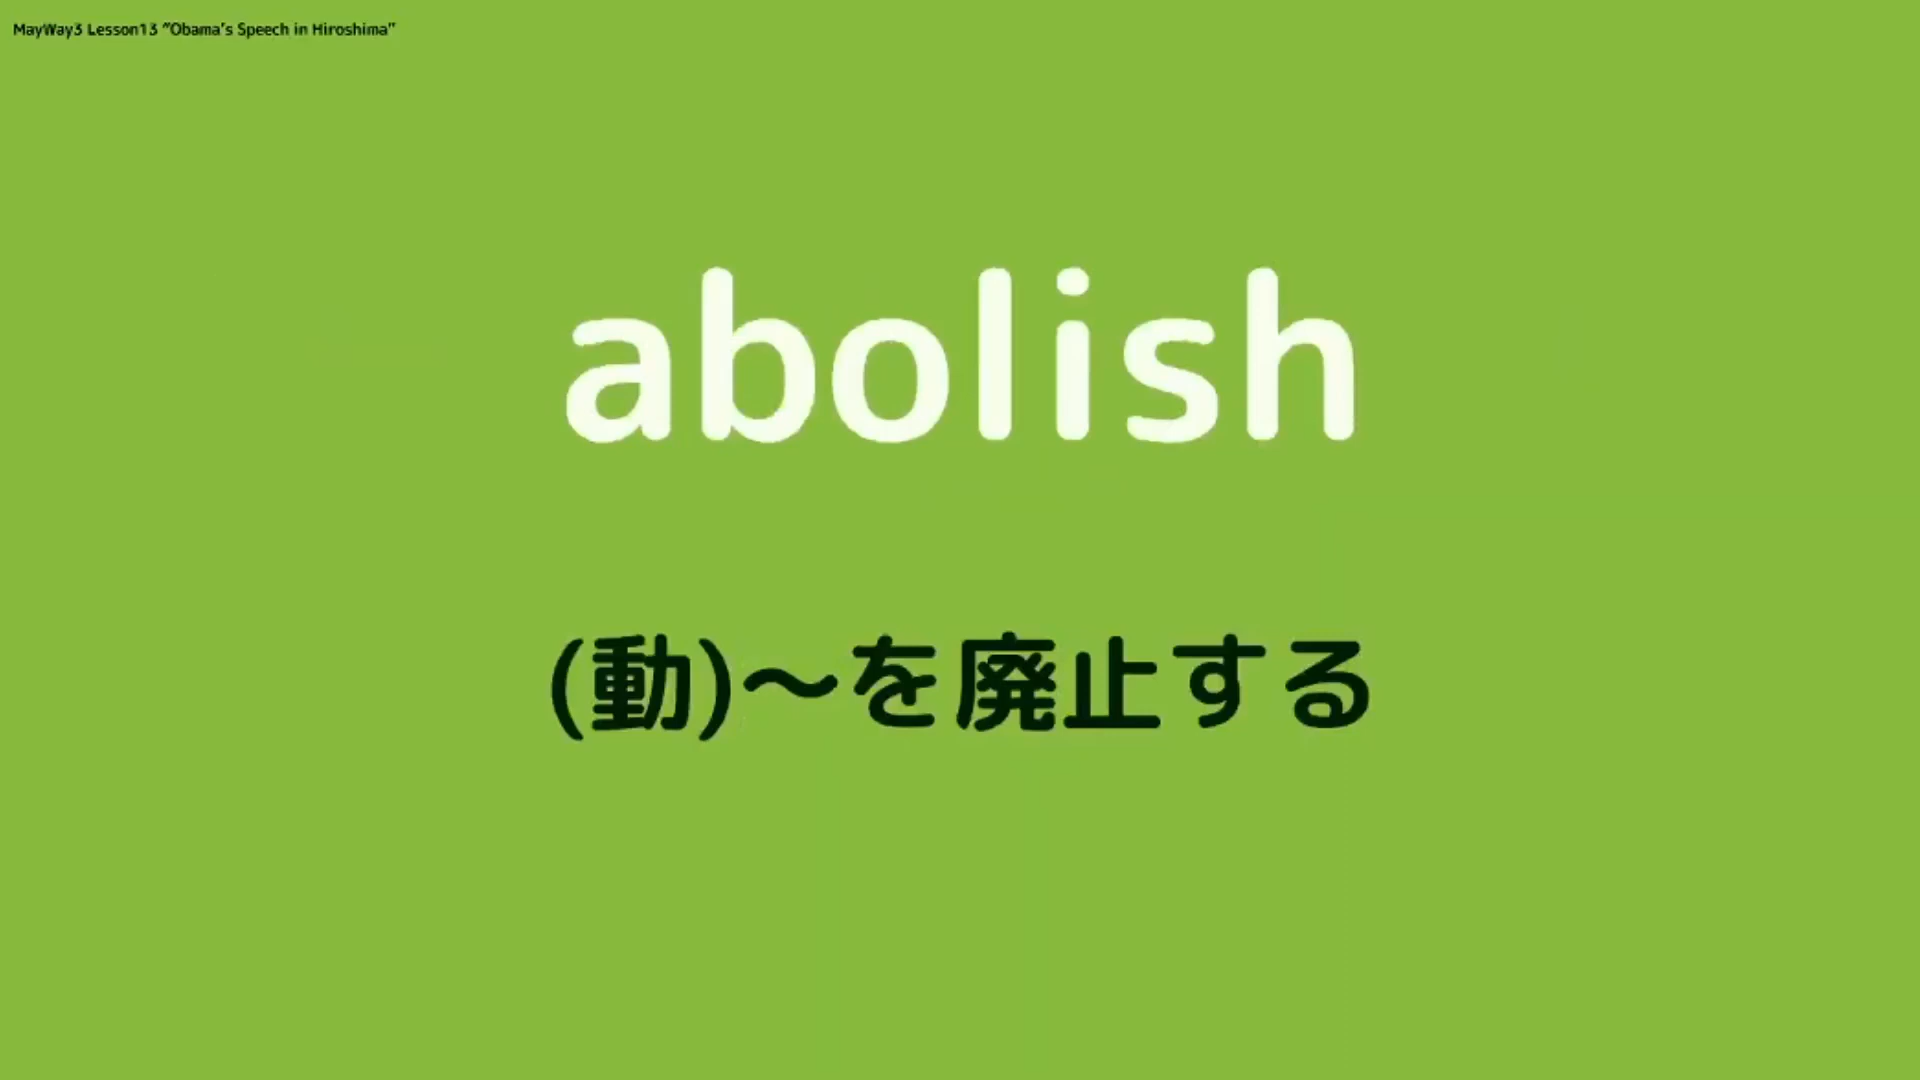 MayWay3 Lesson13 "Obama's Speech in Hiroshima"
abolish
(動)〜を廃止する